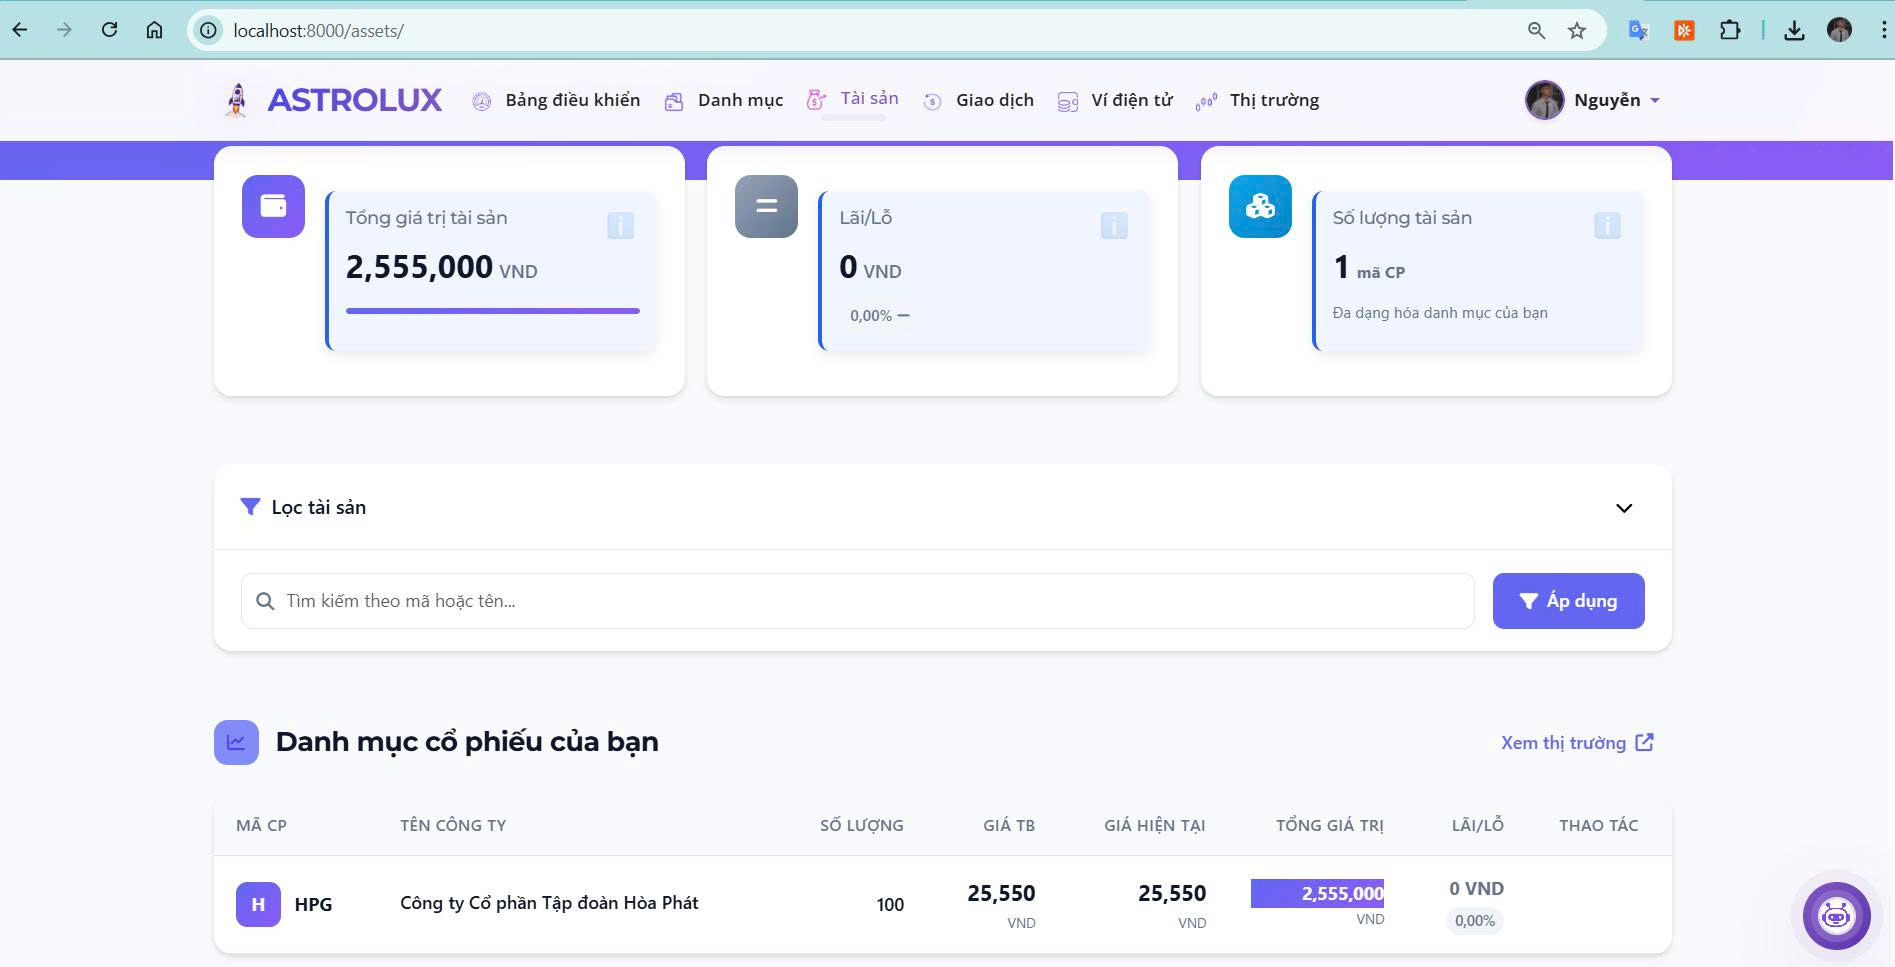 localhost:8000/assets/
ASTROLUX
Bảng điều khiển
Danh mục
Tài sản
Giao dịch
Ví điện tử
Thị trường
Nguyễn
Tổng giá trị tài sản
2,555,000 VND
Lãi/Lỗ
0 VND
0,00% –
Số lượng tài sản
1 mã CP
Đa dạng hóa danh mục của bạn
Lọc tài sản
Tìm kiếm theo mã hoặc tên...
Áp dụng
Danh mục cổ phiếu của bạn
Xem thị trường
MÃ CP TÊN CÔNG TY SỐ LƯỢNG GIÁ TB GIÁ HIỆN TẠI TỔNG GIÁ TRỊ LÃI/LỖ THAO TÁC
H HPG Công ty Cổ phần Tập đoàn Hòa Phát 100 25,550 25,550 2,555,000 0 VND
VND VND VND 0,00%